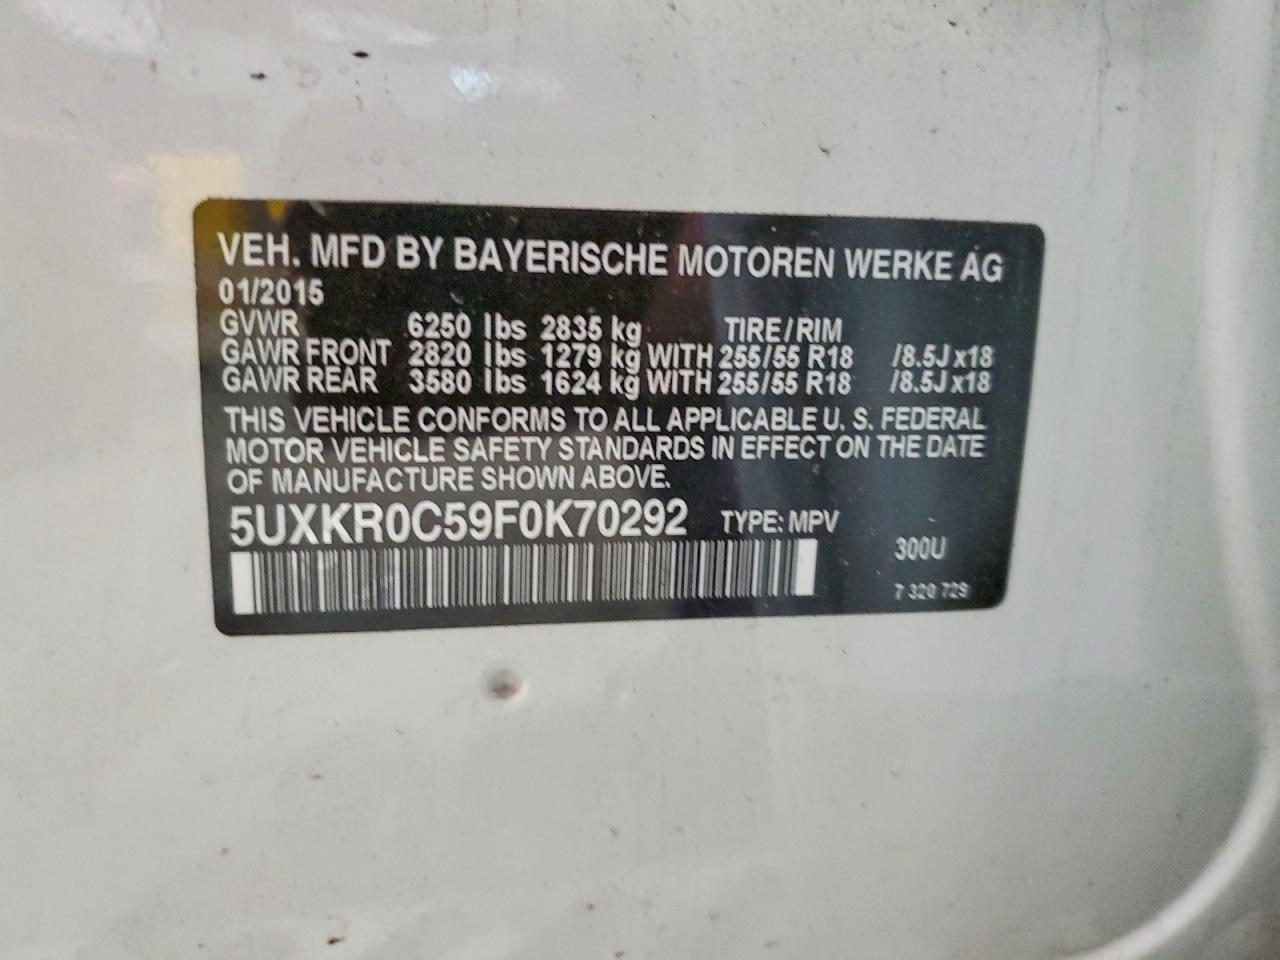 VEH. MFD BY BAYERISCHE MOTOREN WERKE AG
01/2015
GVWR 6250 lbs 2835 kg TIRE/RIM
GAWR FRONT 2820 lbs 1279 kg WITH 255/55 R18 /8.5J x18
GAWR REAR 3580 lbs 1624 kg WITH 255/55 R18 /8.5J x18
THIS VEHICLE CONFORMS TO ALL APPLICABLE U. S. FEDERAL
MOTOR VEHICLE SAFETY STANDARDS IN EFFECT ON THE DATE
OF MANUFACTURE SHOWN ABOVE.
5UXKR0C59F0K70292 TYPE: MPV
300U
7 320 729